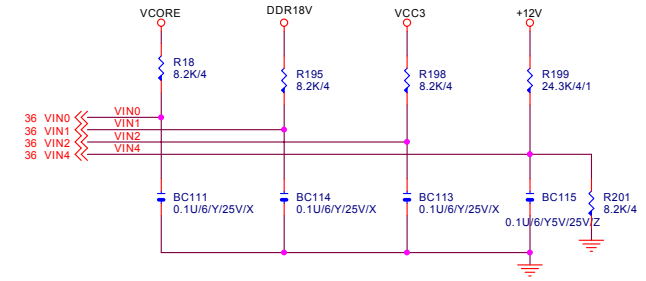 VCORE
DDR18V
VCC3
+12V
R18
8.2K/4
R195
8.2K/4
R198
8.2K/4
R199
24.3K/4/1
36 VIN0 VIN0
36 VIN1 VIN1
36 VIN2 VIN2
36 VIN4 VIN4
BC111
0.1U/6/Y/25V/X
BC114
0.1U/6/Y/25V/X
BC113
0.1U/6/Y/25V/X
BC115
0.1U/6/Y5V/25V/Z
R201
8.2K/4